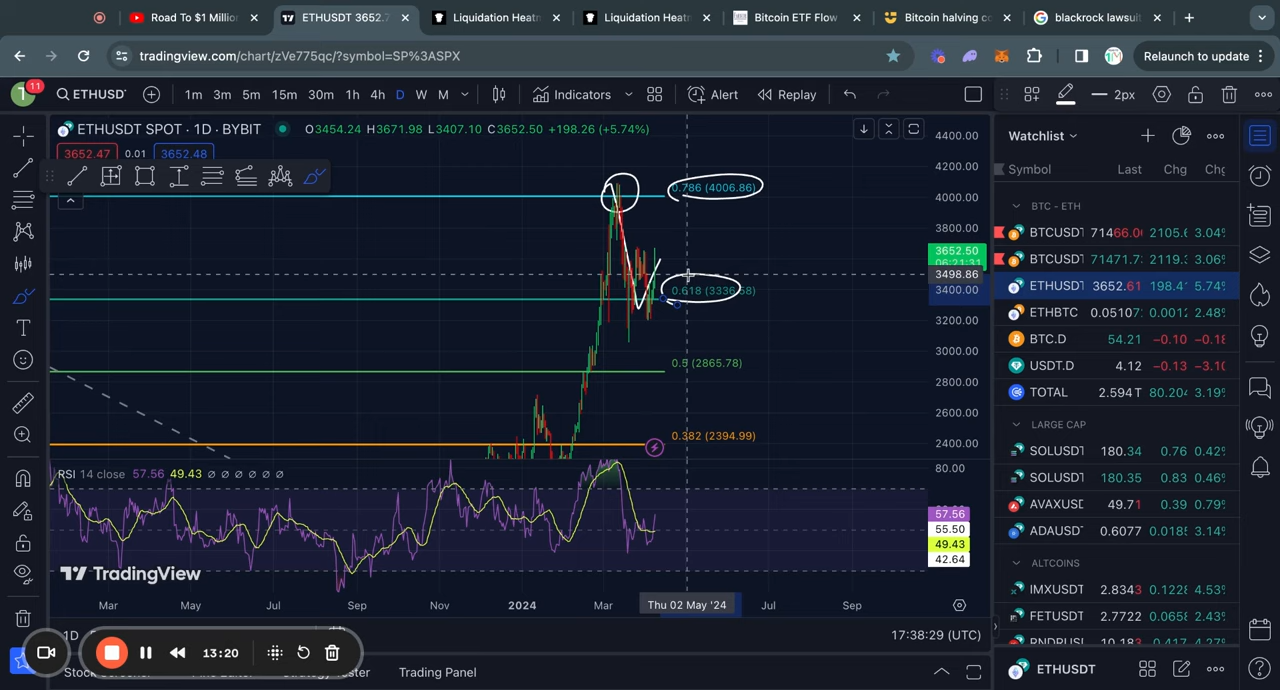 Road To $1 Million
ETHUSDT 3652.7
Liquidation Heatm
Liquidation Heatm
Bitcoin ETF Flow
Bitcoin halving co
blackrock lawsuit
tradingview.com/chart/zVe775qc/?symbol=SP%3ASPX
Relaunch to update
11
ETHUSDT
1m 3m 5m 15m 30m 1h 4h D W M
Indicators
Alert
Replay
2px
ETHUSDT SPOT · 1D · BYBIT
O3454.24 H3671.98 L3407.10 C3652.50 +198.26 (+5.74%)
3652.47 0.01 3652.48
0.786 (4006.86)
0.618 (3336.58)
0.5 (2865.78)
0.382 (2394.99)
4400.00
4200.00
4000.00
3800.00
3652.50
06:21:31
3498.86
3400.00
3200.00
3000.00
2800.00
2600.00
2400.00
RSI 14 close 57.56 49.43 ∅ ∅ ∅ ∅ ∅ ∅
80.00
57.56
55.50
49.43
42.64
TradingView
Mar May Jul Sep Nov 2024 Mar Thu 02 May '24 Jul Sep
1D
17:38:29 (UTC)
13:20
Trading Panel
Watchlist
Symbol Last Chg Chg
BTC - ETH
BTCUSDT 71466.00 2105.6 3.04%
BTCUSDT 71471.7 2119.3 3.06%
ETHUSDT 3652.61 198.4 5.74%
ETHBTC 0.05107 0.0012 2.48%
BTC.D 54.21 −0.10 −0.18
USDT.D 4.12 −0.13 −3.10
TOTAL 2.594T 80.204 3.19%
LARGE CAP
SOLUSDT 180.34 0.76 0.42%
SOLUSDT 180.35 0.83 0.46%
AVAXUSD 49.71 0.39 0.79%
ADAUSDT 0.6077 0.0185 3.14%
ALTCOINS
IMXUSDT 2.8343 0.1228 4.53%
FETUSDT 2.7722 0.0658 2.43%
ETHUSDT